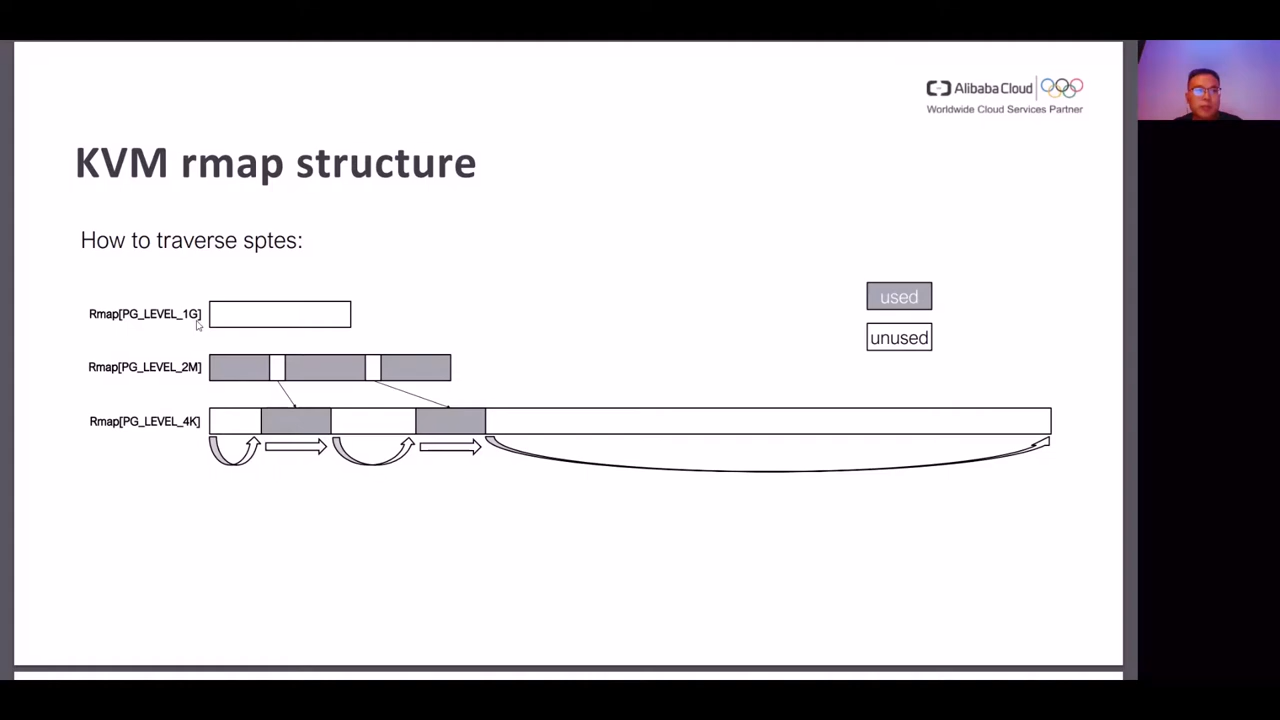 Alibaba Cloud
Worldwide Cloud Services Partner
KVM rmap structure
How to traverse sptes:
used
unused
Rmap[PG_LEVEL_1G]
Rmap[PG_LEVEL_2M]
Rmap[PG_LEVEL_4K]